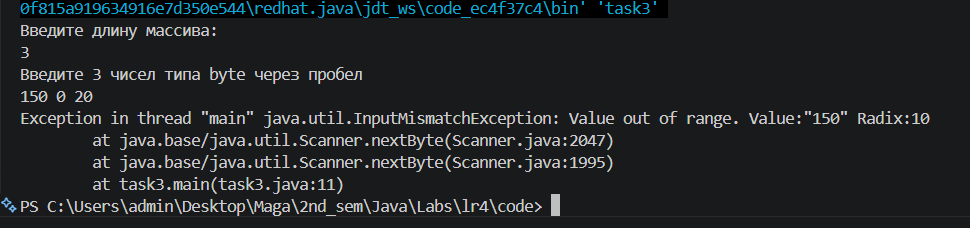 0f815a919634916e7d350e544\redhat.java\jdt_ws\code_ec4f37c4\bin' 'task3'
Введите длину массива:
3
Введите 3 чисел типа byte через пробел
150 0 20
Exception in thread "main" java.util.InputMismatchException: Value out of range. Value:"150" Radix:10
        at java.base/java.util.Scanner.nextByte(Scanner.java:2047)
        at java.base/java.util.Scanner.nextByte(Scanner.java:1995)
        at task3.main(task3.java:11)
PS C:\Users\admin\Desktop\Maga\2nd_sem\Java\Labs\lr4\code>